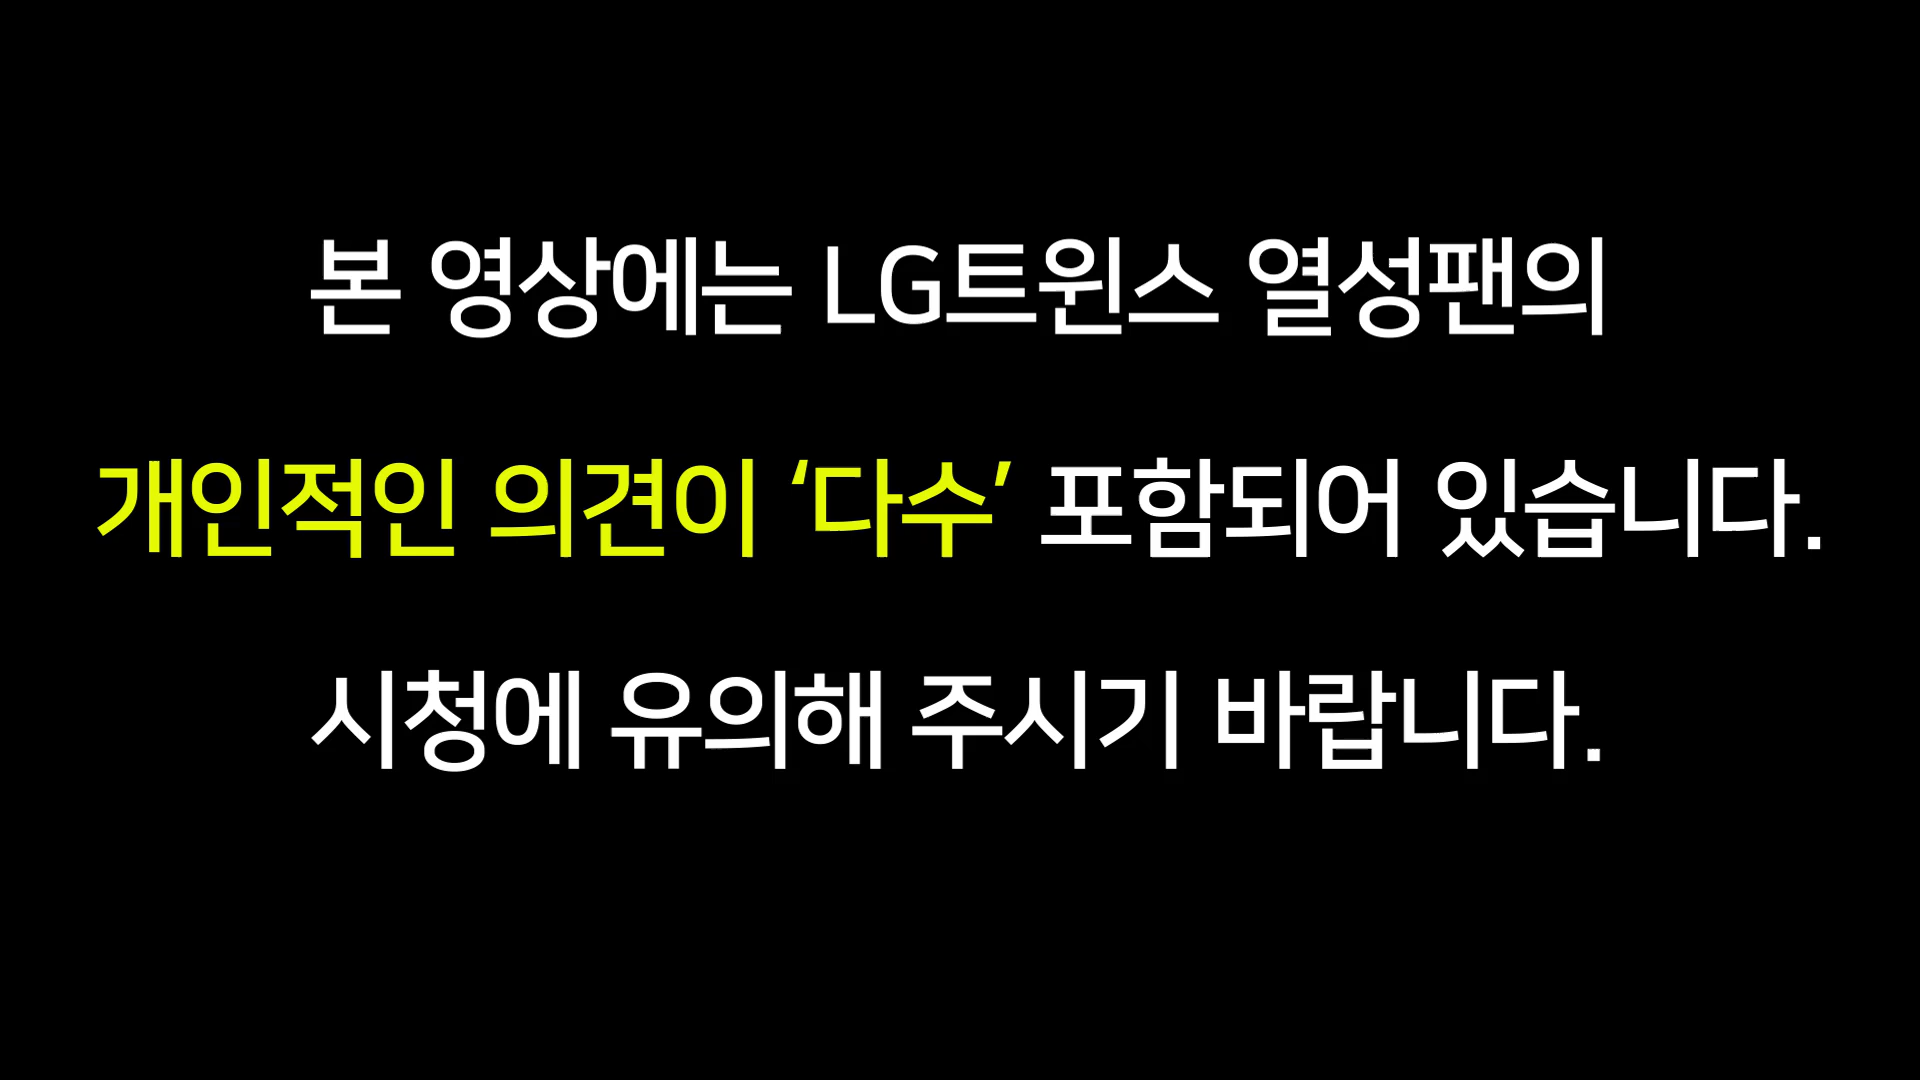 본 영상에는 LG트윈스 열성팬의
개인적인 의견이 ‘다수’ 포함되어 있습니다.
시청에 유의해 주시기 바랍니다.